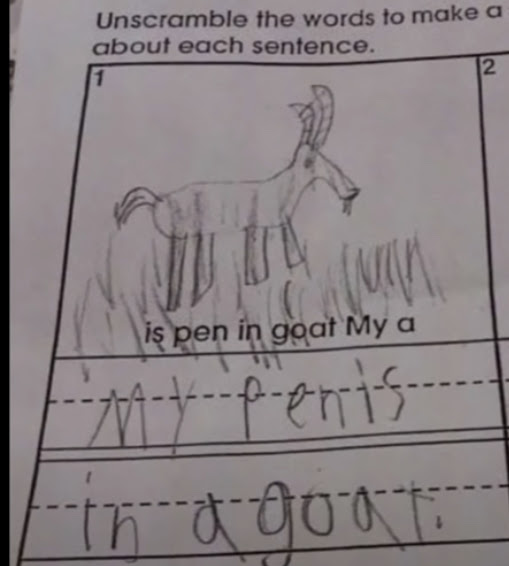 Unscramble the words to make a
about each sentence.
1
2
is pen in goat My a
My penis
in a goat.